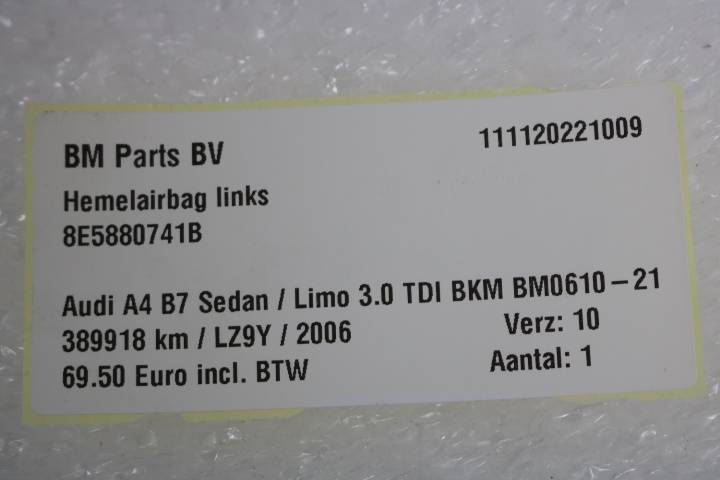 BM Parts BV 111120221009
Hemelairbag links
8E5880741B
Audi A4 B7 Sedan / Limo 3.0 TDI BKM BM0610-21
389918 km / LZ9Y / 2006 Verz: 10
69.50 Euro incl. BTW Aantal: 1